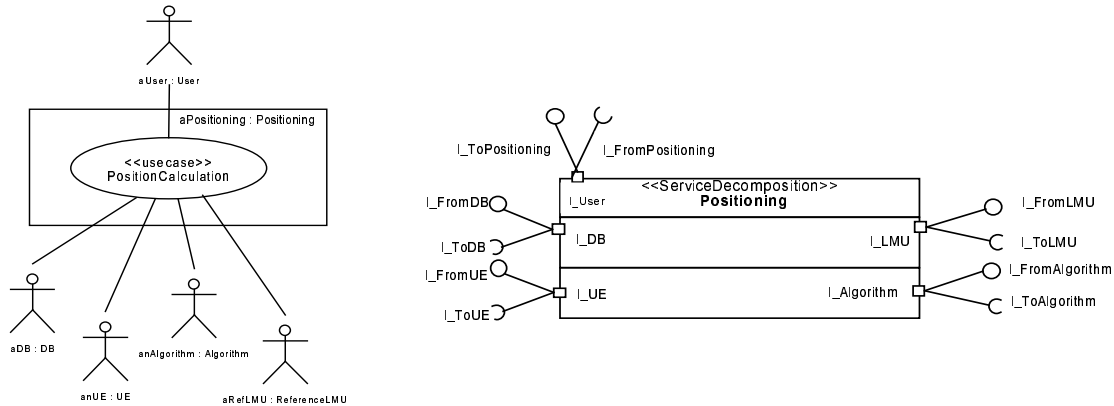 aUser : User
aPositioning : Positioning
<<usecase>>
PositionCalculation
aDB : DB
anUE : UE
anAlgorithm : Algorithm
aRefLMU : ReferenceLMU
I_ToPositioning
I_FromPositioning
<<ServiceDecomposition>>
Positioning
I_User
I_FromDB
I_ToDB
I_DB
I_FromUE
I_ToUE
I_UE
I_LMU
I_FromLMU
I_ToLMU
I_Algorithm
I_FromAlgorithm
I_ToAlgorithm